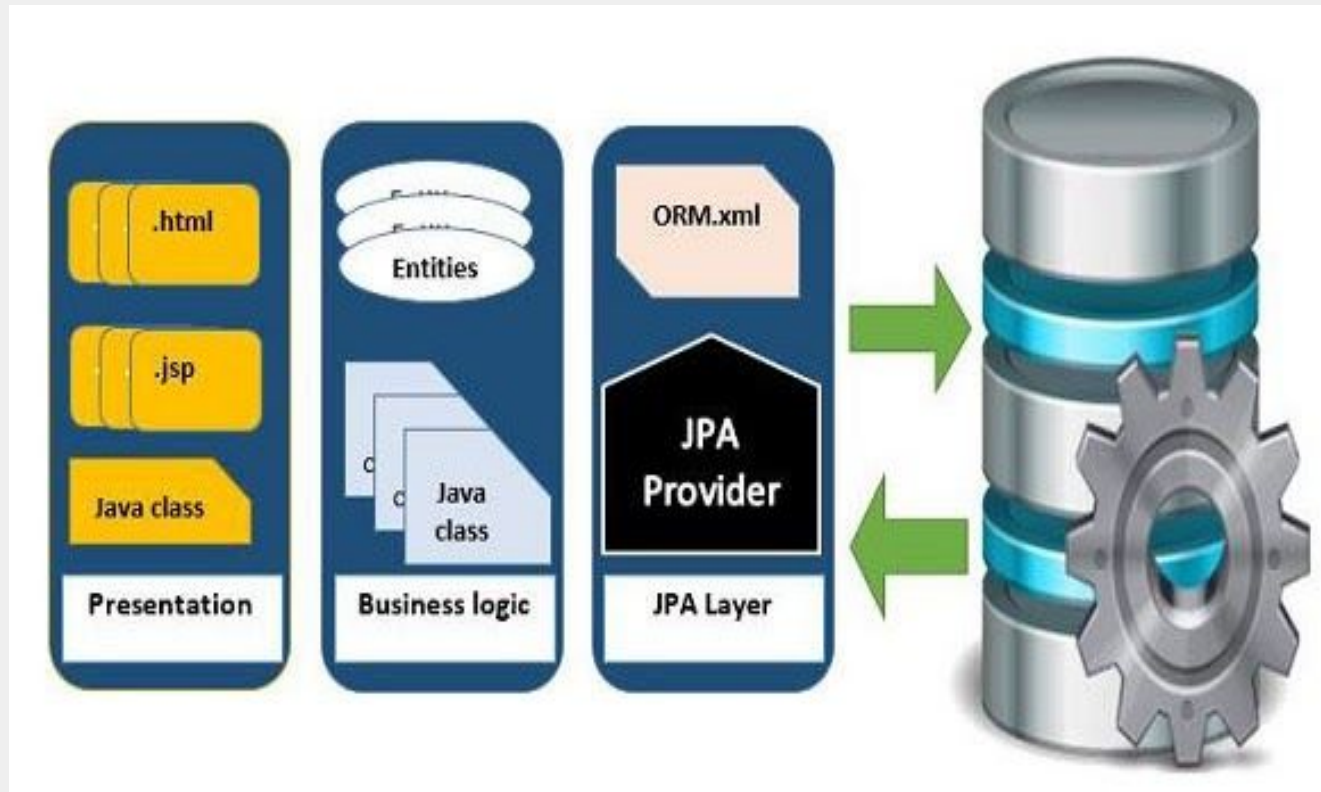 .html
.jsp
Java class
Presentation
Entities
Java
class
Business logic
ORM.xml
JPA
Provider
JPA Layer